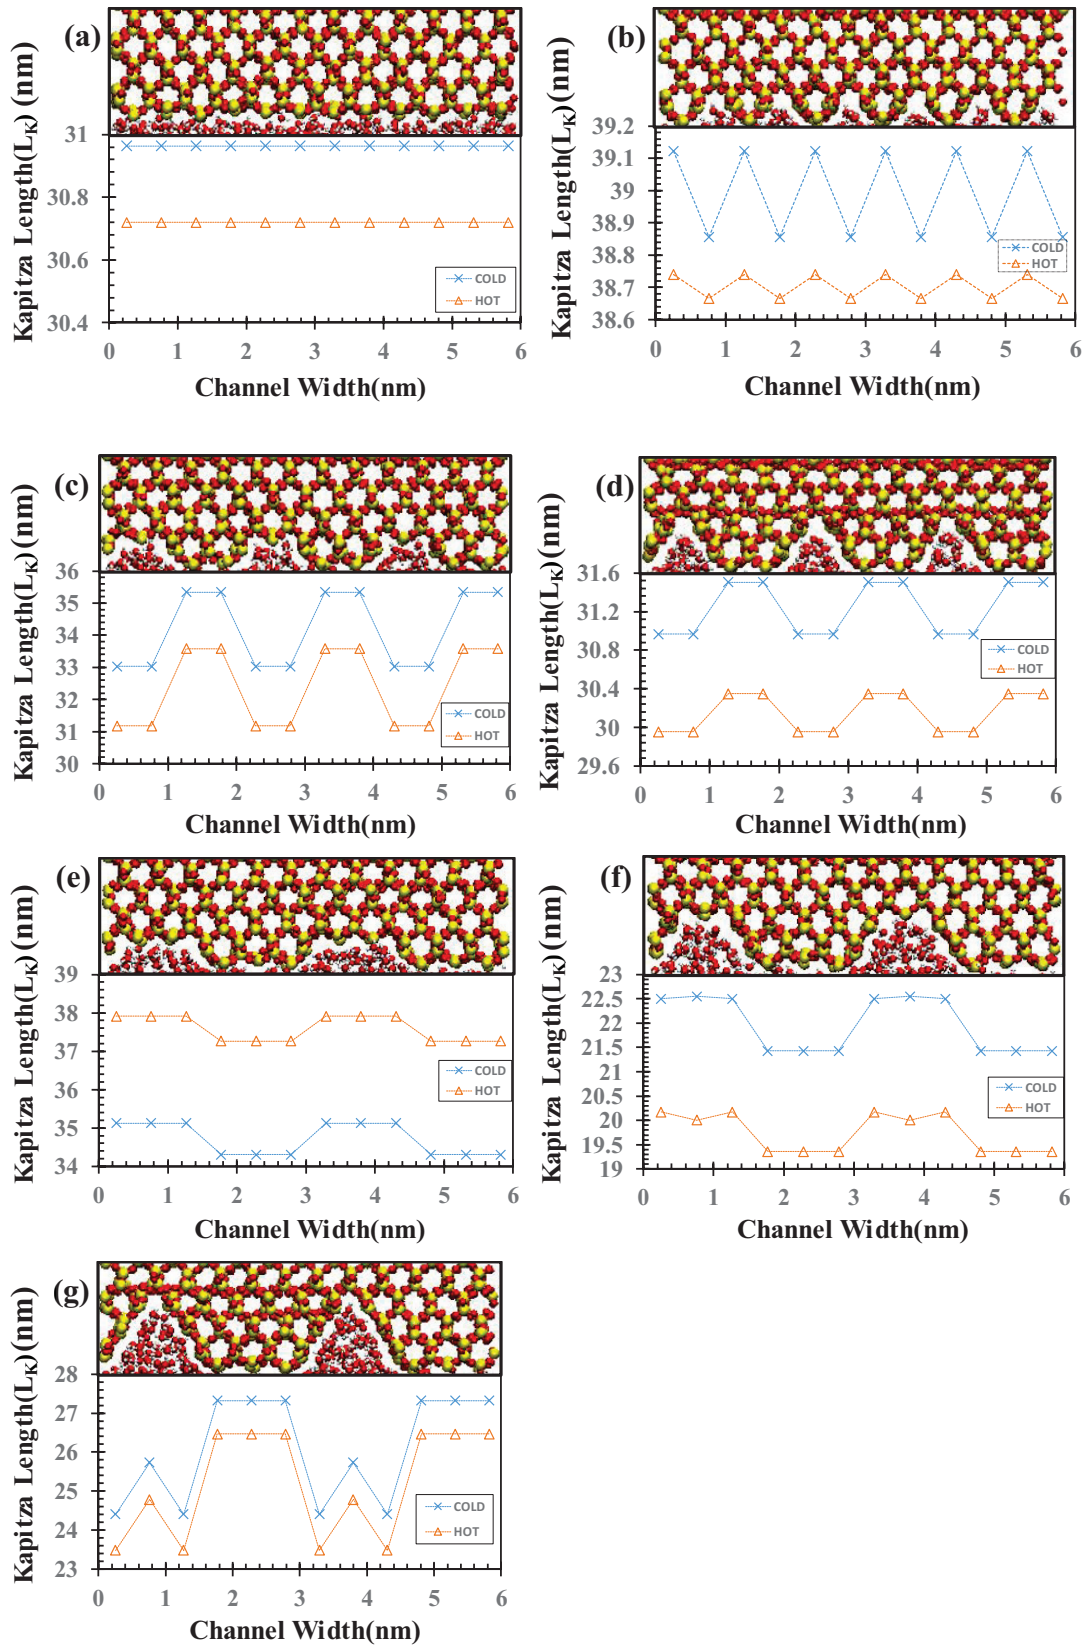 (a)
Kapitza Length(L_K) (nm)
31
30.8
30.6
30.4
COLD
HOT
0 1 2 3 4 5 6
Channel Width(nm)
(b)
Kapitza Length(L_K)(nm)
39.2
39.1
39
38.9
38.8
38.7
38.6
COLD
HOT
0 1 2 3 4 5 6
Channel Width(nm)
(c)
Kapitza Length(L_K)(nm)
36
35
34
33
32
31
30
COLD
HOT
0 1 2 3 4 5 6
Channel Width(nm)
(d)
Kapitza Length(L_K)(nm)
31.6
31.2
30.8
30.4
30
29.6
COLD
HOT
0 1 2 3 4 5 6
Channel Width(nm)
(e)
Kapitza Length(L_K)(nm)
39
38
37
36
35
34
COLD
HOT
0 1 2 3 4 5 6
Channel Width(nm)
(f)
Kapitza Length(L_K)(nm)
23
22.5
22
21.5
21
20.5
20
19.5
19
COLD
HOT
0 1 2 3 4 5 6
Channel Width(nm)
(g)
Kapitza Length(L_K)(nm)
28
27
26
25
24
23
COLD
HOT
0 1 2 3 4 5 6
Channel Width(nm)